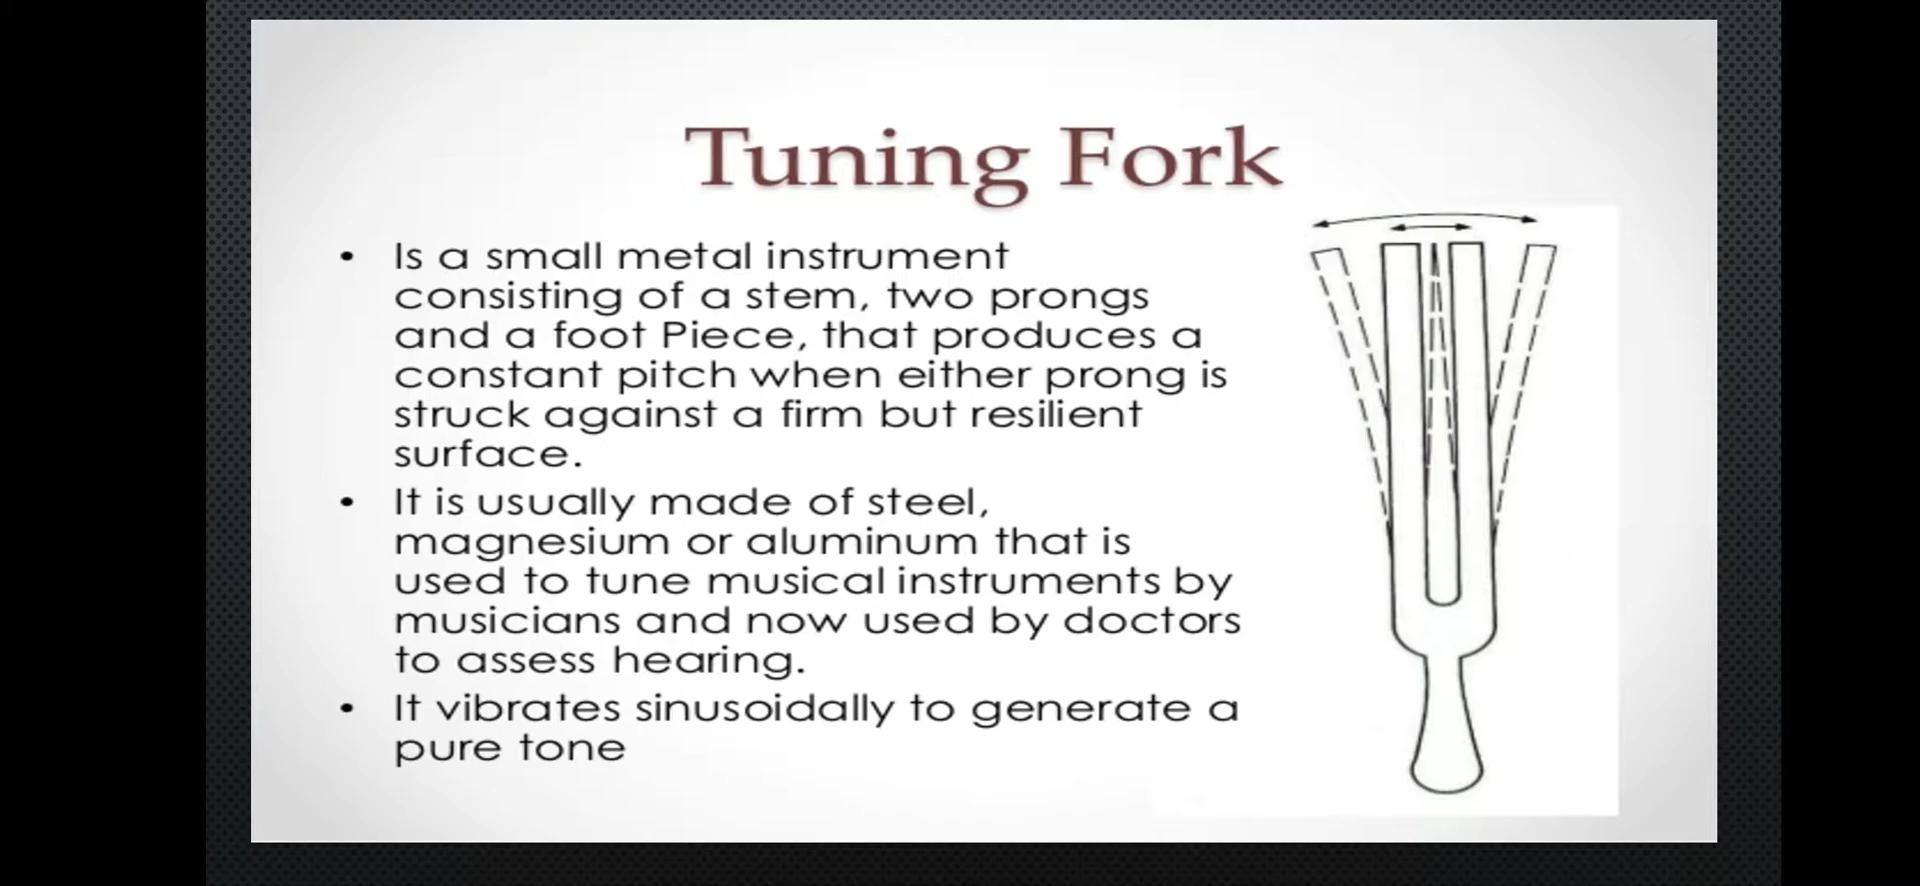 Tuning Fork
• Is a small metal instrument
consisting of a stem, two prongs
and a foot Piece, that produces a
constant pitch when either prong is
struck against a firm but resilient
surface.
• It is usually made of steel,
magnesium or aluminum that is
used to tune musical instruments by
musicians and now used by doctors
to assess hearing.
• It vibrates sinusoidally to generate a
pure tone